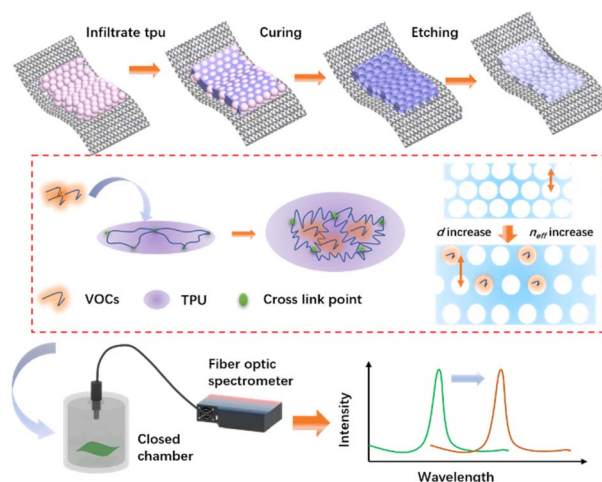 Infiltrate tpu
Curing
Etching
d increase
neff increase
VOCs
TPU
Cross link point
Fiber optic
spectrometer
Closed
chamber
Intensity
Wavelength